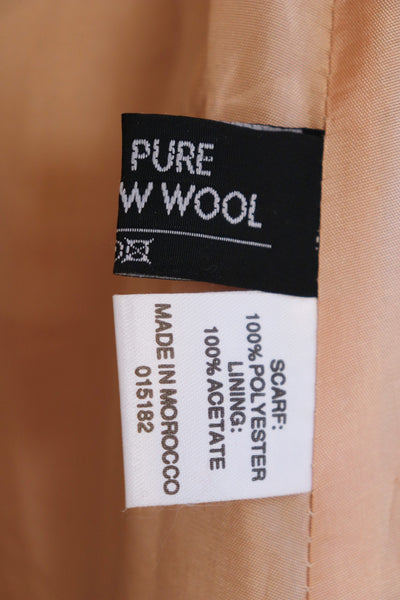 PURE
W WOOL
SCARF:
100% POLYESTER
LINING:
100% ACETATE
MADE IN MOROCCO
015182